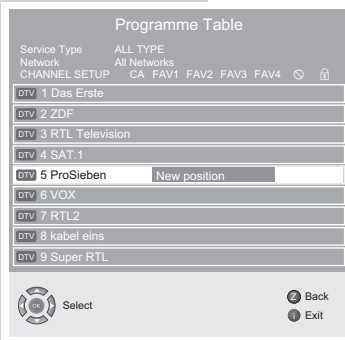 Programme Table
Service Type ALL TYPE
Network All Networks
CHANNEL SETUP CA FAV1 FAV2 FAV3 FAV4
DTV 1 Das Erste
DTV 2 ZDF
DTV 3 RTL Television
DTV 4 SAT.1
DTV 5 ProSieben New position
DTV 6 VOX
DTV 7 RTL2
DTV 8 kabel eins
DTV 9 Super RTL
OK Select
Z Back
i Exit